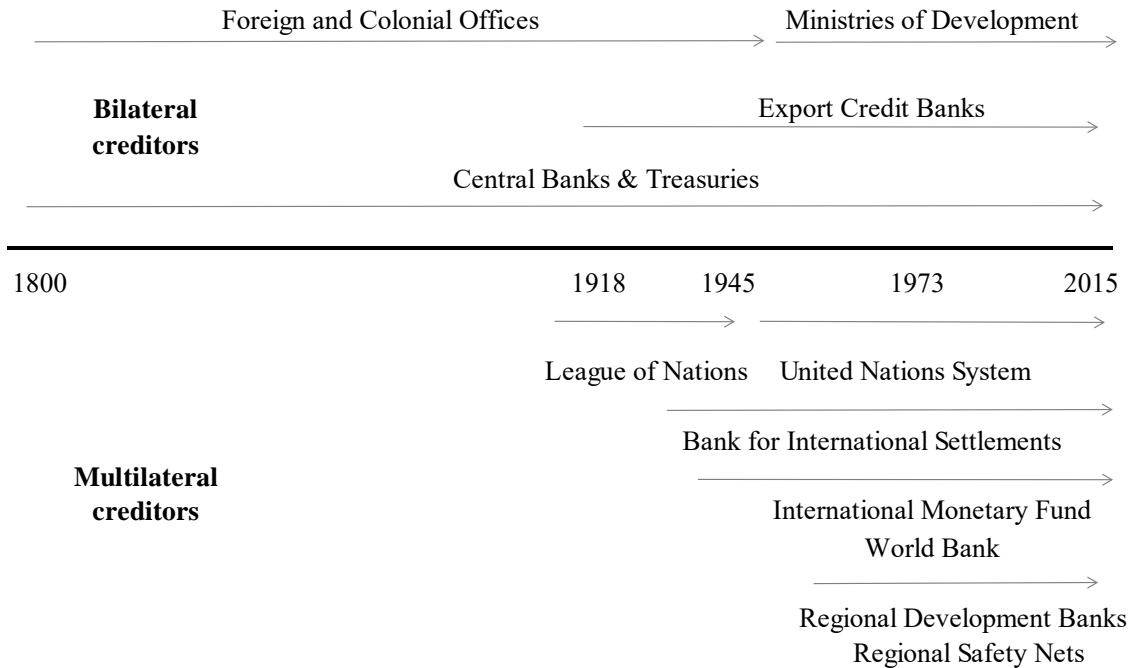 Foreign and Colonial Offices
Ministries of Development
Bilateral
creditors
Export Credit Banks
Central Banks & Treasuries
1800
1918
1945
1973
2015
League of Nations
United Nations System
Bank for International Settlements
Multilateral
creditors
International Monetary Fund
World Bank
Regional Development Banks
Regional Safety Nets